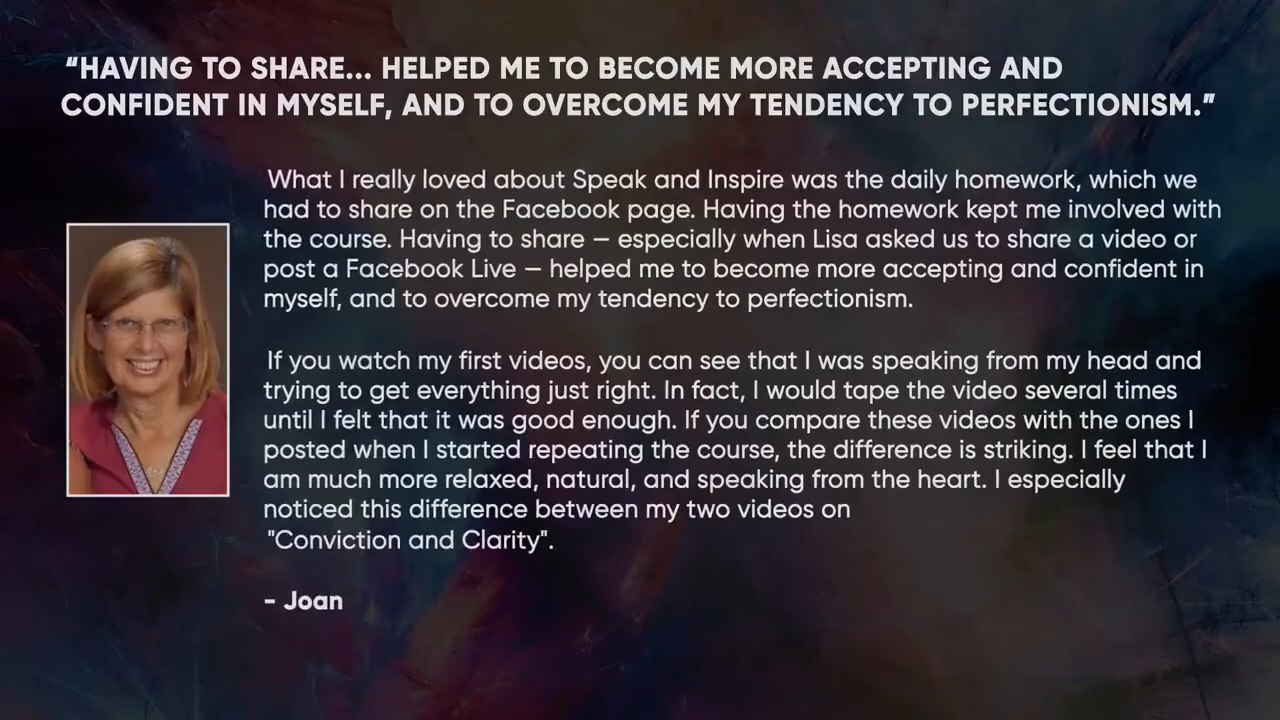 “HAVING TO SHARE... HELPED ME TO BECOME MORE ACCEPTING AND
CONFIDENT IN MYSELF, AND TO OVERCOME MY TENDENCY TO PERFECTIONISM.”
What I really loved about Speak and Inspire was the daily homework, which we
had to share on the Facebook page. Having the homework kept me involved with
the course. Having to share – especially when Lisa asked us to share a video or
post a Facebook Live – helped me to become more accepting and confident in
myself, and to overcome my tendency to perfectionism.
If you watch my first videos, you can see that I was speaking from my head and
trying to get everything just right. In fact, I would tape the video several times
until I felt that it was good enough. If you compare these videos with the ones I
posted when I started repeating the course, the difference is striking. I feel that I
am much more relaxed, natural, and speaking from the heart. I especially
noticed this difference between my two videos on
"Conviction and Clarity".
- Joan